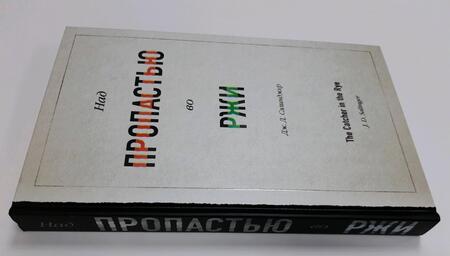 Над
ПРОПАСТЬЮ
во
РЖИ
Дж. Д. Сэлинджер
The Catcher in the Rye
J. D. Salinger
Над ПРОПАСТЬЮ во РЖИ